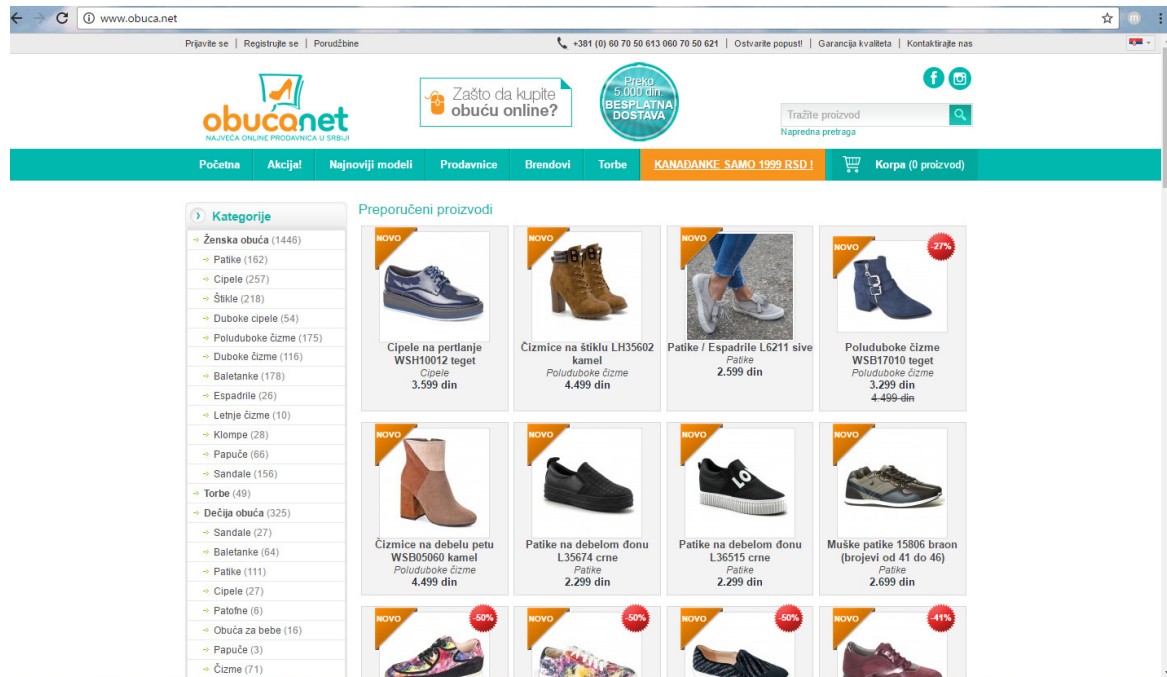 www.obuca.net
Prijavite se | Registrujte se | Porudžbine
+381 (0) 60 70 50 613 060 70 50 621 | Ostvarite popust! | Garancija kvaliteta | Kontaktirajte nas
obućanet
NAJVEĆA ONLINE PRODAVNICA U SRBIJI
Zašto da kupite
obuću online?
Preko
5.000 din.
BESPLATNA
DOSTAVA
Tražite proizvod
Napredna pretraga
Početna
Akcija!
Najnoviji modeli
Prodavnice
Brendovi
Torbe
KANAĐANKE SAMO 1999 RSD !
Korpa (0 proizvod)
Kategorije
Ženska obuća (1446)
Patike (162)
Cipele (257)
Štikle (218)
Duboke cipele (54)
Poluduboke čizme (175)
Duboke čizme (116)
Baletanke (178)
Espadrile (26)
Letnje čizme (10)
Klompe (28)
Papuče (66)
Sandale (156)
Torbe (49)
Dečija obuća (325)
Sandale (27)
Baletanke (64)
Patike (111)
Cipele (27)
Patofne (6)
Obuća za bebe (16)
Papuče (3)
Čizme (71)
Preporučeni proizvodi
NOVO
Cipele na pertlanje
WSH10012 teget
Cipele
3.599 din
NOVO
Čizmice na štiklu LH35602
kamel
Poluduboke čizme
4.499 din
NOVO
Patike / Espadrile L6211 sive
Patike
2.599 din
NOVO
-27%
Poluduboke čizme
WSB17010 teget
Poluduboke čizme
3.299 din
4.499 din
NOVO
Čizmice na debelu petu
WSB05060 kamel
Poluduboke čizme
4.499 din
NOVO
Patike na debelom đonu
L35674 crne
Patike
2.299 din
NOVO
LO
Patike na debelom đonu
L36515 crne
Patike
2.299 din
NOVO
Muške patike 15806 braon
(brojevi od 41 do 46)
Patike
2.699 din
NOVO
-50%
NOVO
-50%
NOVO
-50%
NOVO
-41%